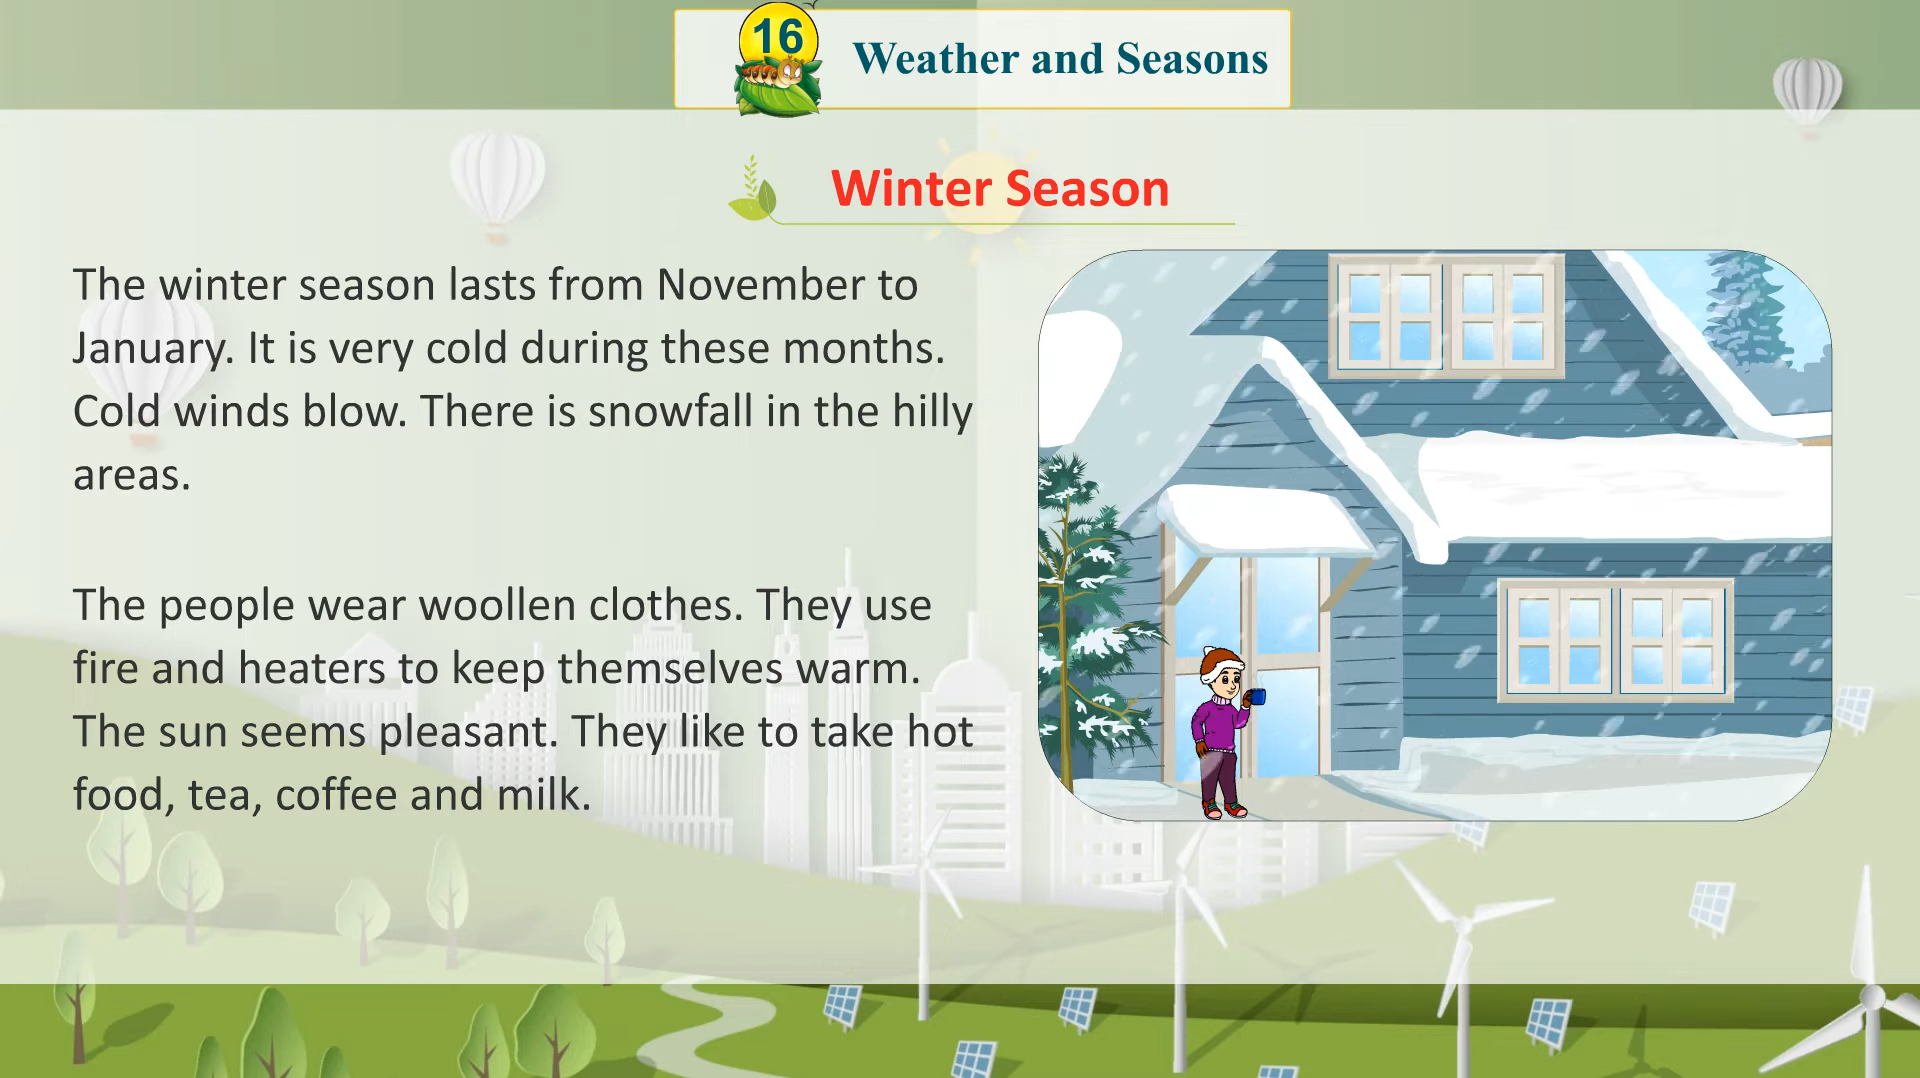 16
Weather and Seasons
Winter Season
The winter season lasts from November to
January. It is very cold during these months.
Cold winds blow. There is snowfall in the hilly
areas.
The people wear woollen clothes. They use
fire and heaters to keep themselves warm.
The sun seems pleasant. They like to take hot
food, tea, coffee and milk.